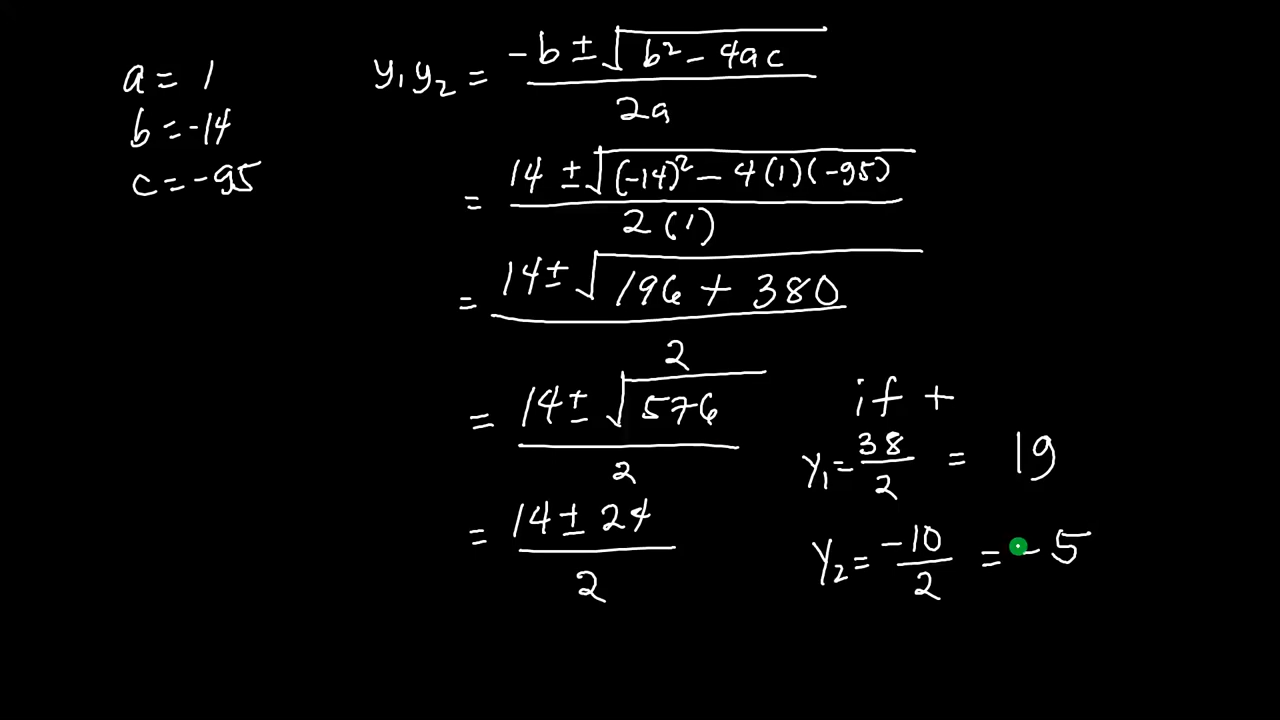 a = 1
b = -14
c = -95
y₁y₂ = (-b ± √(b² - 4ac)) / 2a
= (14 ± √((-14)² - 4(1)(-95))) / 2(1)
= (14 ± √(196 + 380)) / 2
= (14 ± √576) / 2
= (14 ± 24) / 2
if +
y₁ = 38/2 = 19
y₂ = -10/2 = -5